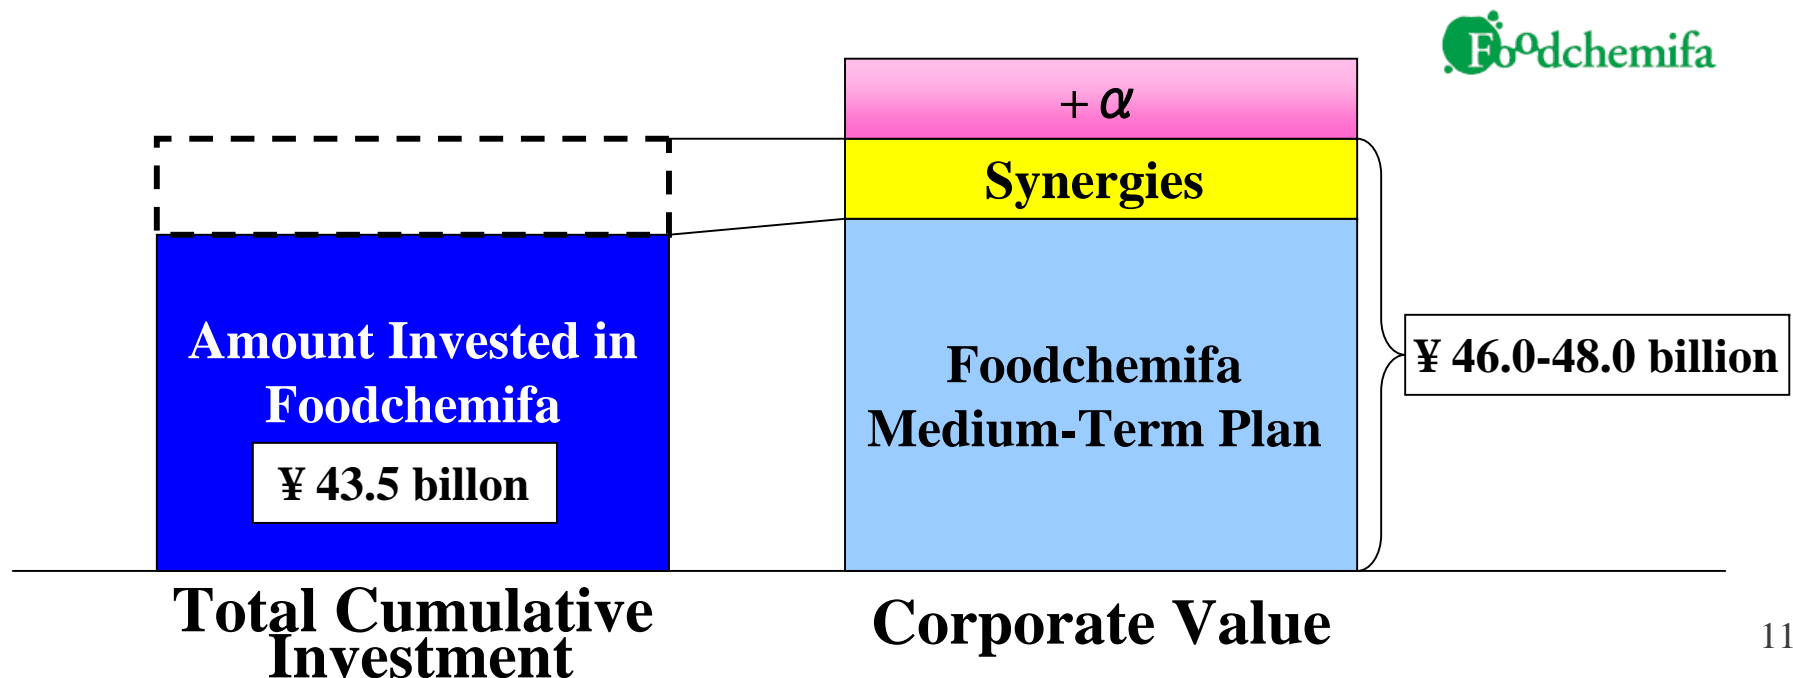 Foodchemifa
+ α
Synergies
Amount Invested in
Foodchemifa
¥ 43.5 billon
Foodchemifa
Medium-Term Plan
¥ 46.0-48.0 billion
Total Cumulative
Investment
Corporate Value
11